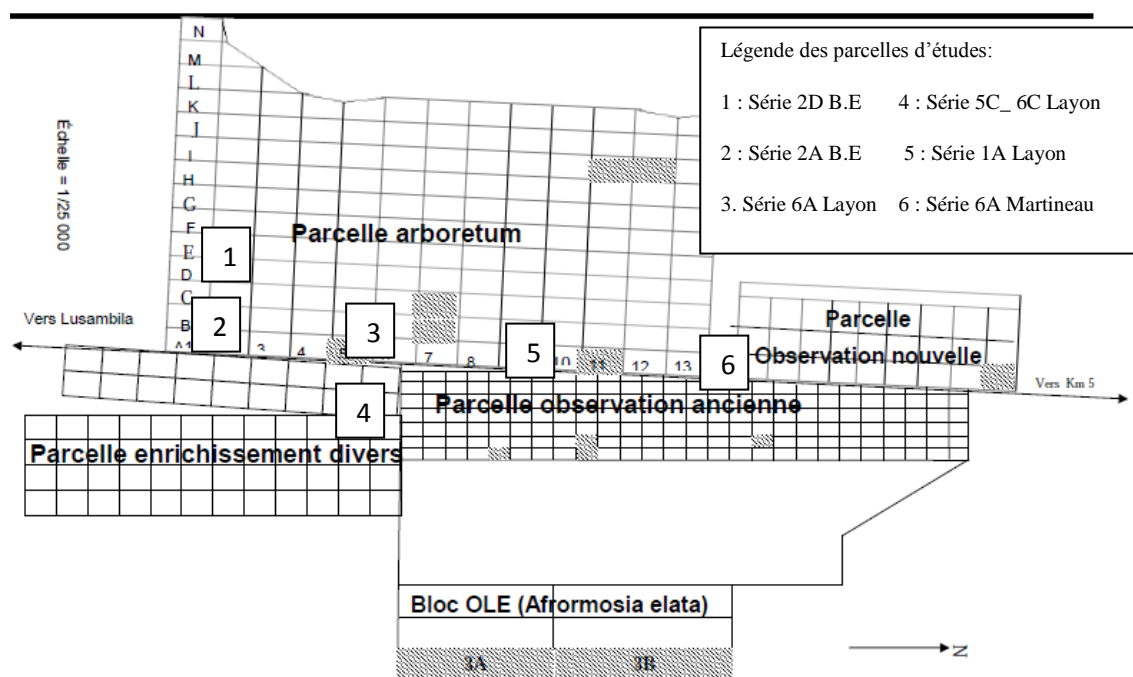 Légende des parcelles d'études:
1 : Série 2D B.E 4 : Série 5C_ 6C Layon
2 : Série 2A B.E 5 : Série 1A Layon
3. Série 6A Layon 6 : Série 6A Martineau
Échelle = 1/25 000
N
M
L
K
J
I
H
G
F
E
D
C
B
A1
Parcelle arboretum
1
2
3
4
5
6
3
4
7
8
10
11
12
13
Vers Lusambila
Parcelle
Observation nouvelle
Vers Km 5
Parcelle observation ancienne
Parcelle enrichissement divers
Bloc OLE (Afrormosia elata)
3A
3B
N